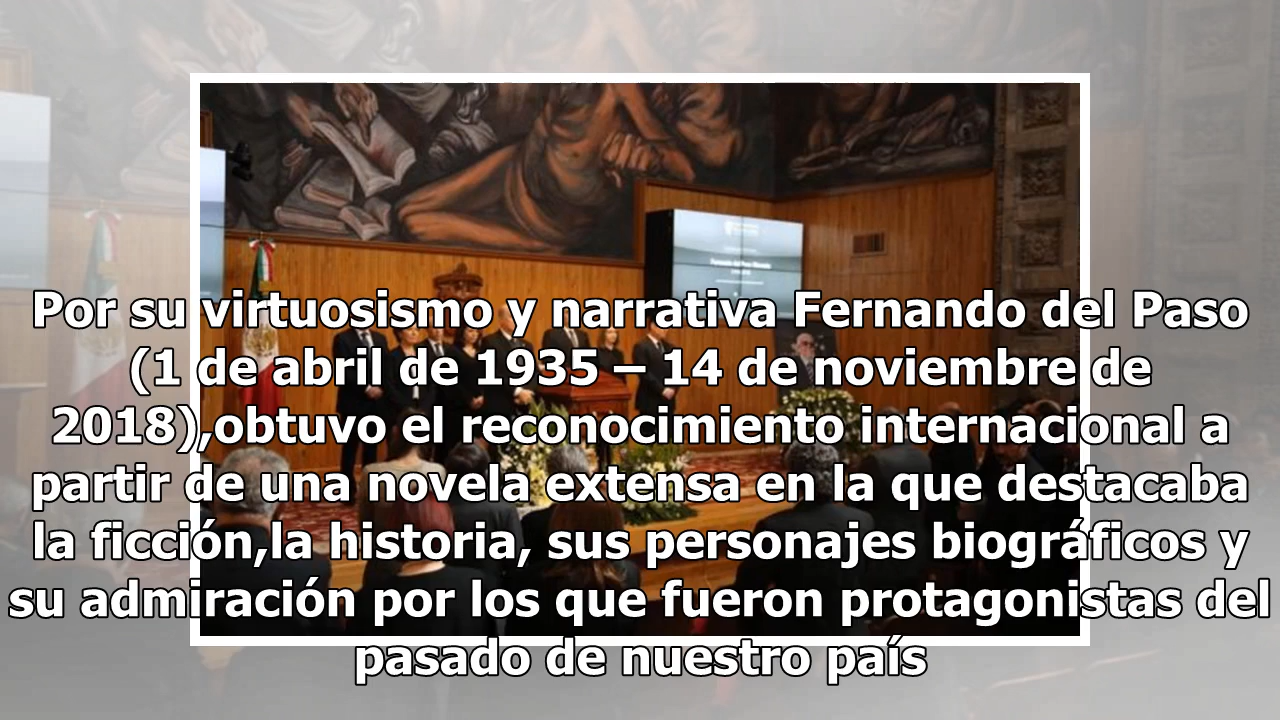 Por su virtuosismo y narrativa Fernando del Paso
(1 de abril de 1935 – 14 de noviembre de
2018),obtuvo el reconocimiento internacional a
partir de una novela extensa en la que destacaba
la ficción,la historia, sus personajes biográficos y
su admiración por los que fueron protagonistas del
pasado de nuestro país